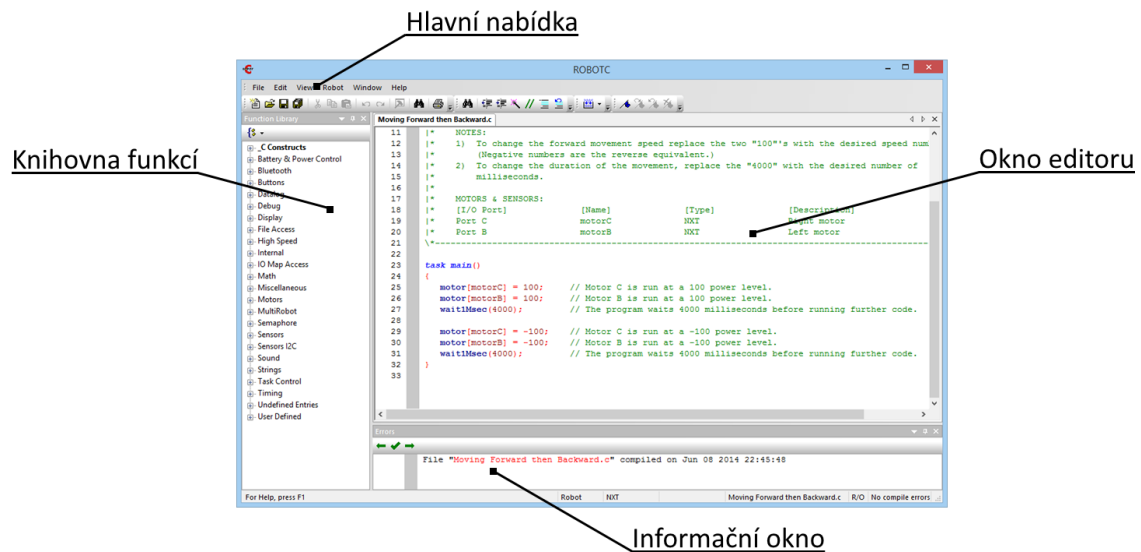 Hlavní nabídka
ROBOTC
File Edit View Robot Window Help
Function Library
Moving Forward then Backward.c
Knihovna funkcí
Okno editoru
_C Constructs
Battery & Power Control
Bluetooth
Buttons
Datalog
Debug
Display
File Access
High Speed
Internal
IO Map Access
Math
Miscellaneous
Motors
MultiRobot
Semaphore
Sensors
Sensors I2C
Sound
Strings
Task Control
Timing
Undefined Entries
User Defined
11 |* NOTES:
12 |* 1) To change the forward movement speed replace the two "100"'s with the desired speed num
13 |* (Negative numbers are the reverse equivalent.)
14 |* 2) To change the duration of the movement, replace the "4000" with the desired number of
15 |* milliseconds.
16 |*
17 |* MOTORS & SENSORS:
18 |* [I/O Port] [Name] [Type] [Description]
19 |* Port C motorC NXT Right motor
20 |* Port B motorB NXT Left motor
21 \*-----------------------------------------------------------------------------------------
22
23 task main()
24 {
25 motor[motorC] = 100; // Motor C is run at a 100 power level.
26 motor[motorB] = 100; // Motor B is run at a 100 power level.
27 wait1Msec(4000); // The program waits 4000 milliseconds before running further code.
28
29 motor[motorC] = -100; // Motor C is run at a -100 power level.
30 motor[motorB] = -100; // Motor B is run at a -100 power level.
31 wait1Msec(4000); // The program waits 4000 milliseconds before running further code.
32 }
33
Errors
File "Moving Forward then Backward.c" compiled on Jun 08 2014 22:45:48
For Help, press F1 Robot NXT Moving Forward then Backward.c R/O No compile errors
Informační okno